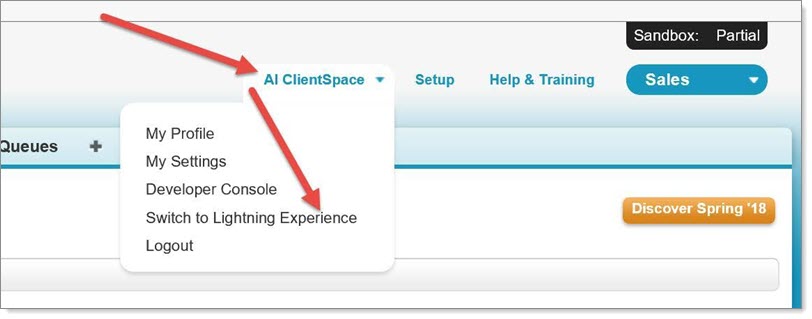 Sandbox: Partial
Al ClientSpace Setup Help & Training Sales
Queues
My Profile
My Settings
Developer Console
Switch to Lightning Experience
Logout
Discover Spring '18